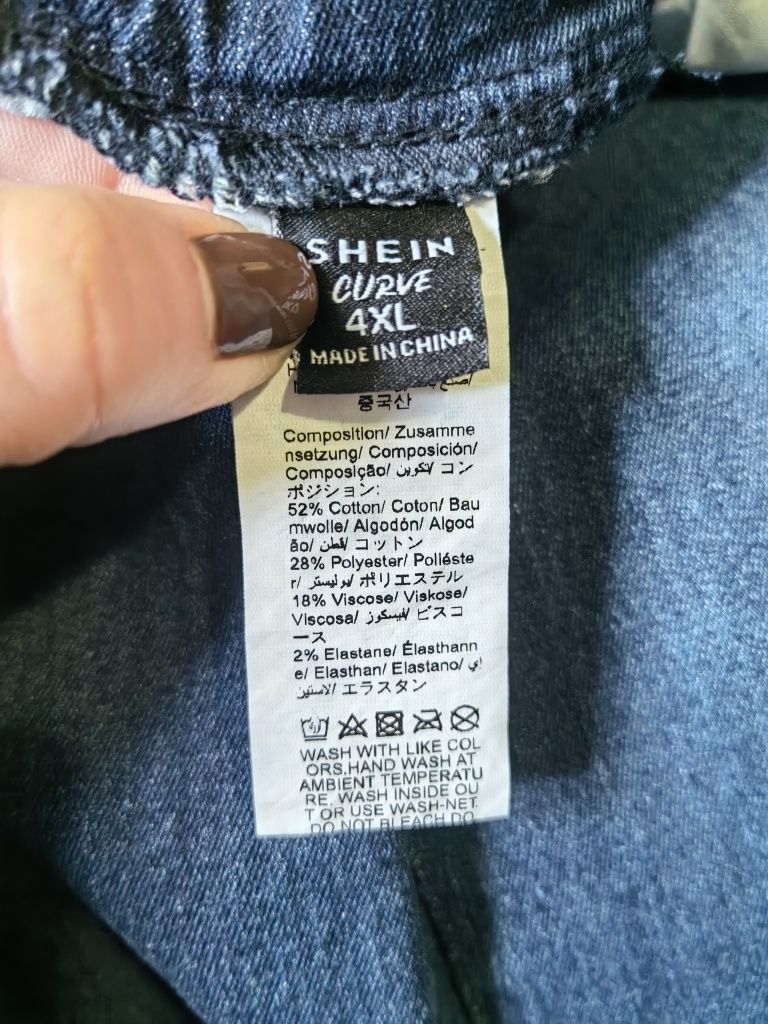 SHEIN
CURVE
4XL
MADE IN CHINA
중국산
Composition/ Zusamme
nsetzung/ Composición/
Composição/ تكوين/ コン
ポジション:
52% Cotton/ Coton/ Bau
mwolle/ Algodón/ Algod
ão/ قطن/ コットン
28% Polyester/ Polléste
r/ بوليستر/ ポリエステル
18% Viscose/ Viskose/
Viscosa/ فيسكوز/ ビスコ
ース
2% Elastane/ Élasthann
e/ Elasthan/ Elastano/ إي
لاستين/ エラスタン
WASH WITH LIKE COL
ORS,HAND WASH AT
AMBIENT TEMPERATU
RE, WASH INSIDE OU
T OR USE WASH-NET.
DO NOT BLEACH DO